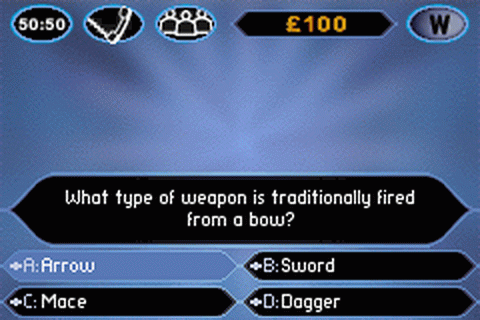 50:50 £100 W
What type of weapon is traditionally fired
from a bow?
A: Arrow B: Sword
C: Mace D: Dagger